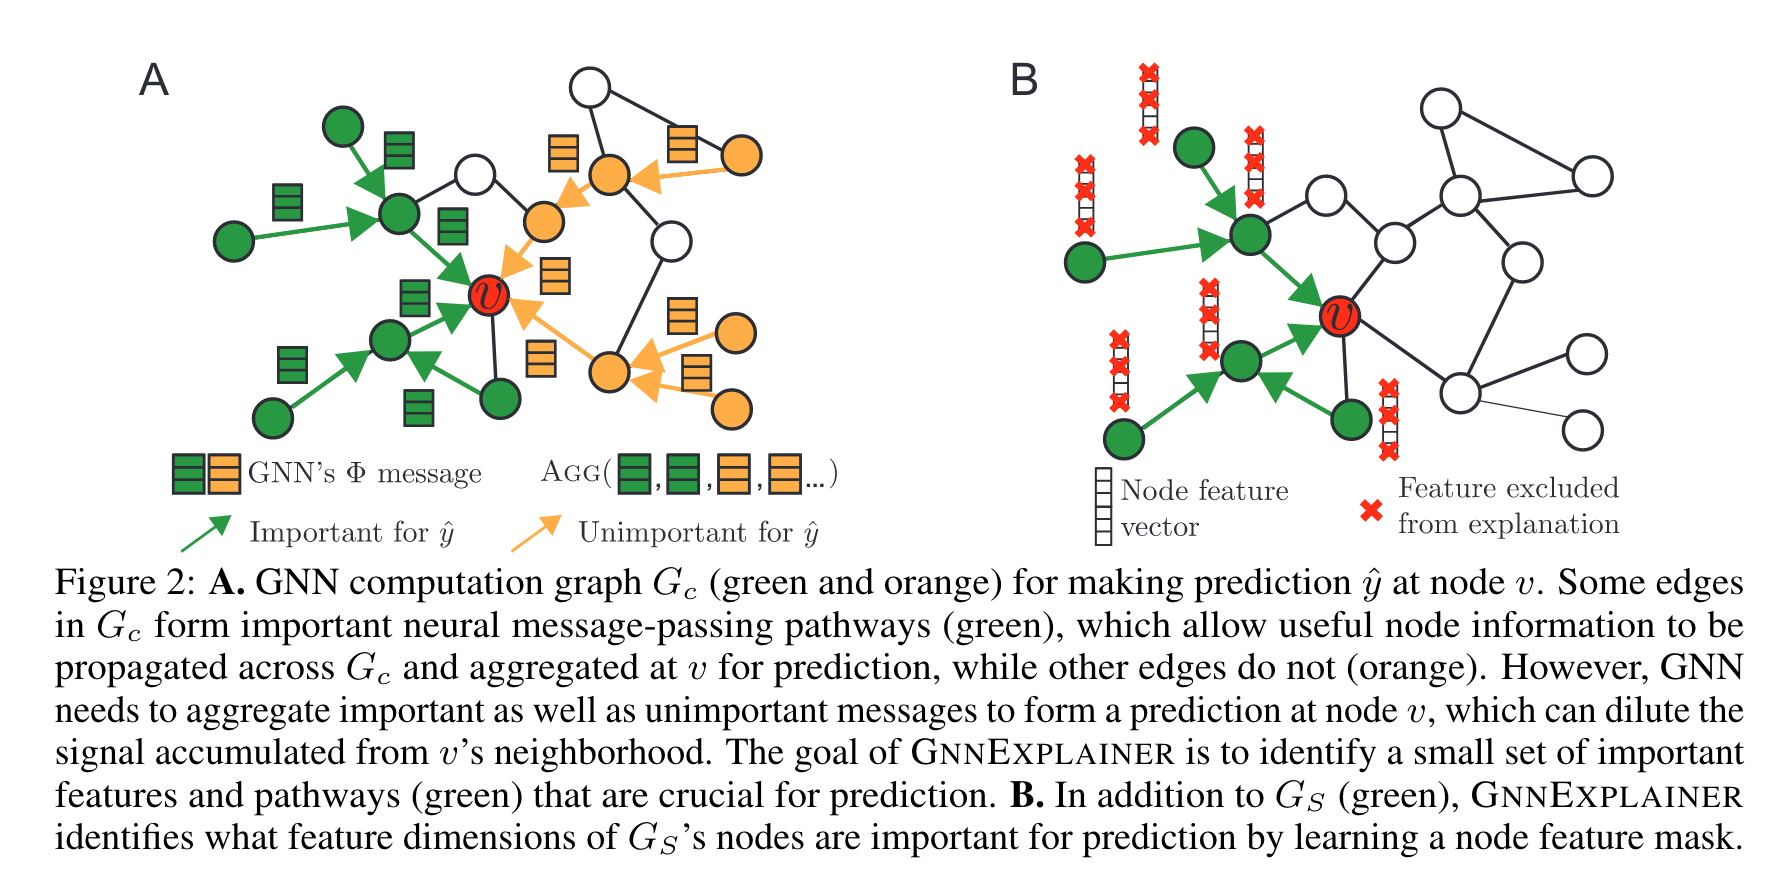 A
B
v
v
GNN's Φ message
AGG( , , , , ... )
Important for ŷ
Unimportant for ŷ
Node feature
vector
Feature excluded
from explanation
Figure 2: A. GNN computation graph G_c (green and orange) for making prediction ŷ at node v. Some edges
in G_c form important neural message-passing pathways (green), which allow useful node information to be
propagated across G_c and aggregated at v for prediction, while other edges do not (orange). However, GNN
needs to aggregate important as well as unimportant messages to form a prediction at node v, which can dilute the
signal accumulated from v's neighborhood. The goal of GNNEXPLAINER is to identify a small set of important
features and pathways (green) that are crucial for prediction. B. In addition to G_S (green), GNNEXPLAINER
identifies what feature dimensions of G_S's nodes are important for prediction by learning a node feature mask.